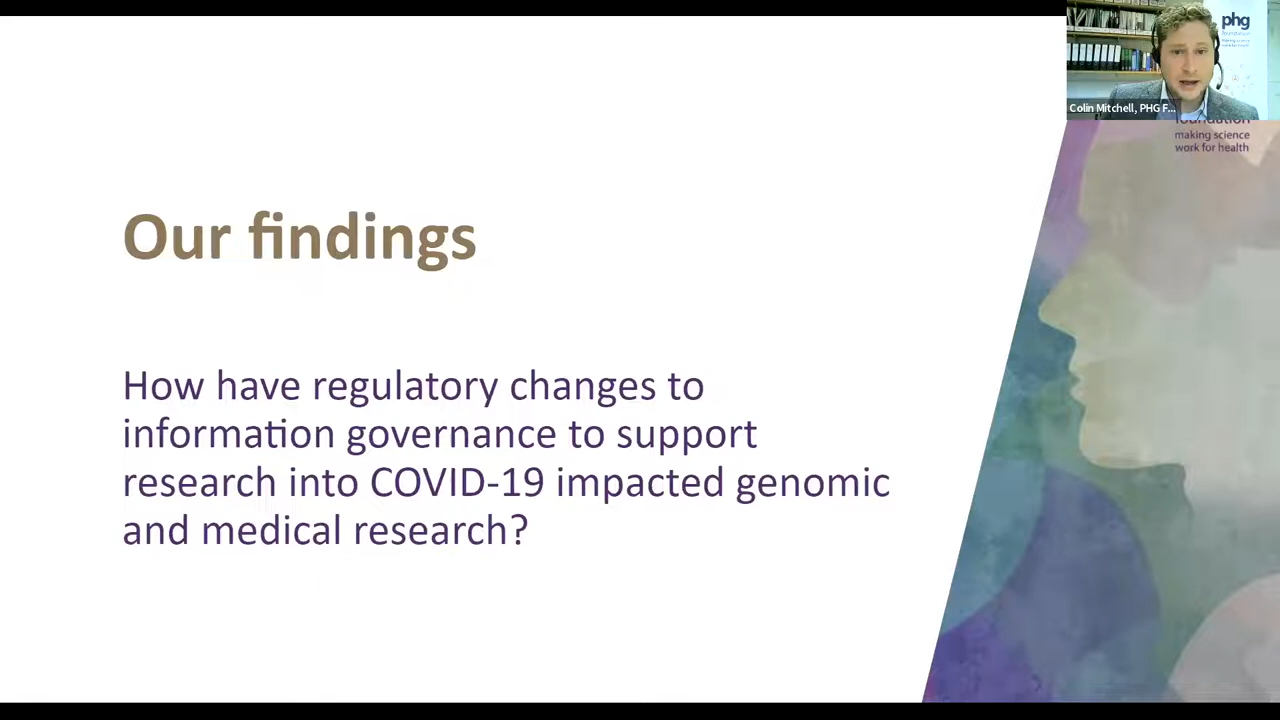 phg
Colin Mitchell, PHG F...
foundation
making science
work for health
Our findings
How have regulatory changes to
information governance to support
research into COVID-19 impacted genomic
and medical research?